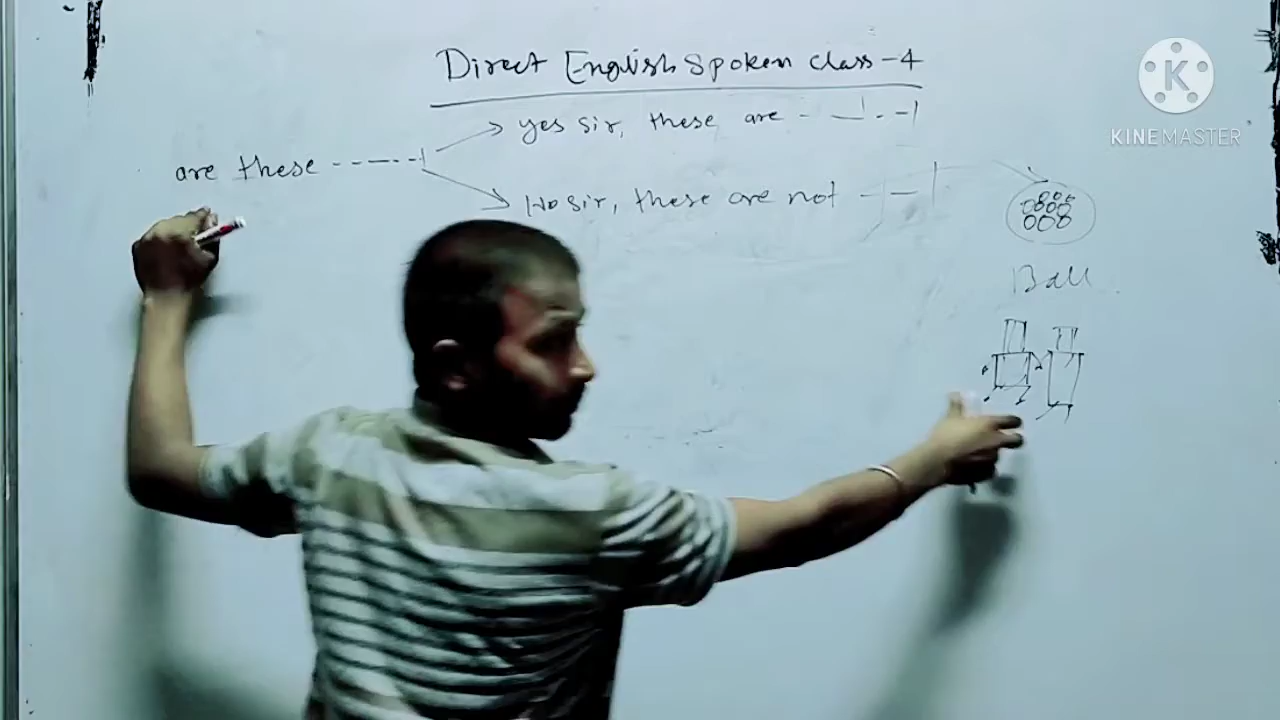 Direct English Spoken class-4
yes sir, these are - — . -|
are these ------|
No sir, these are not - | - |
Ball
K
KINEMASTER